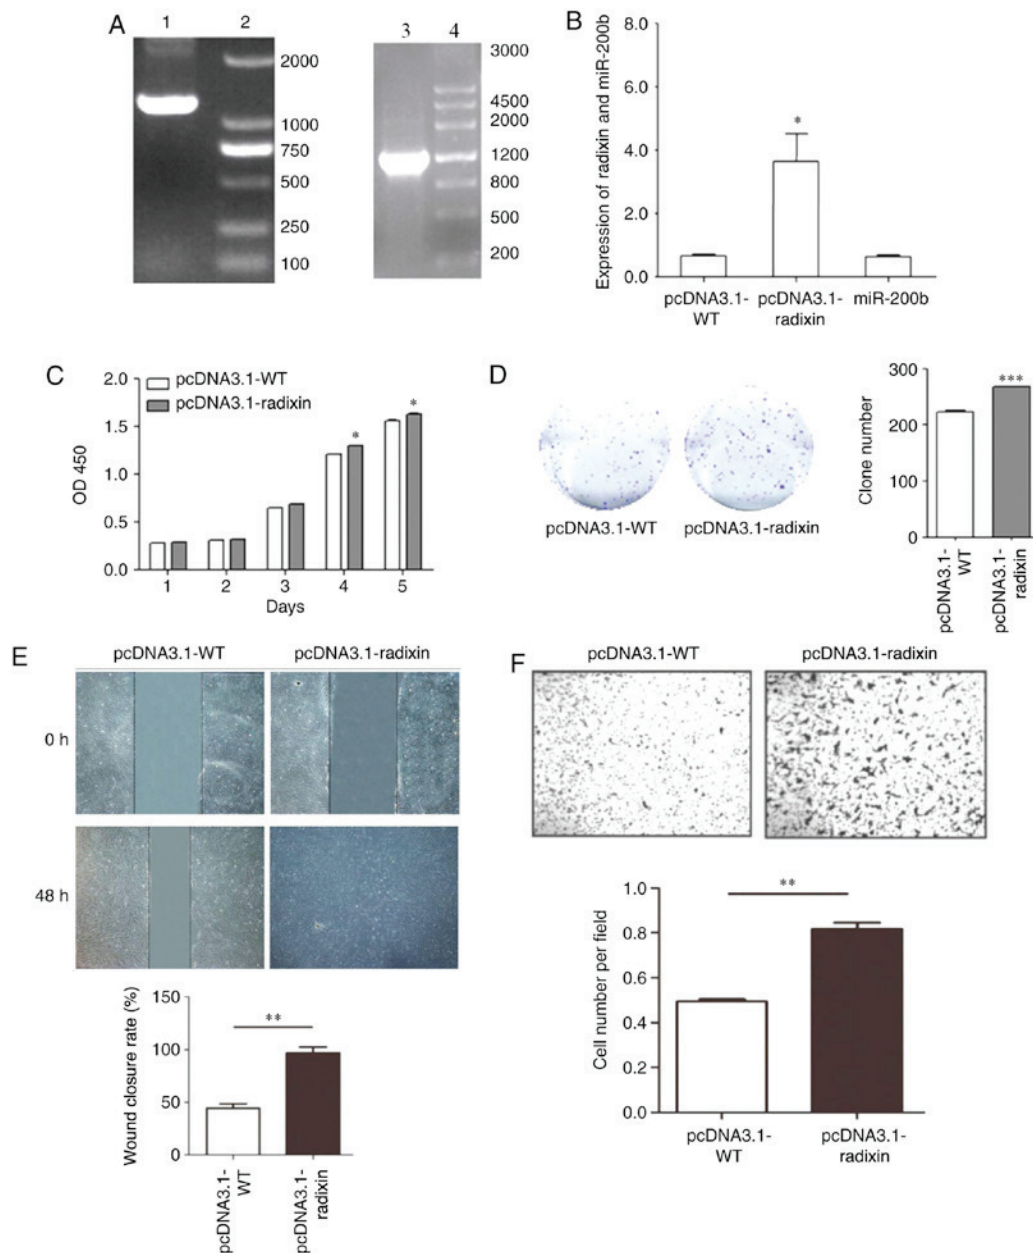 A
1
2
2000
1000
750
500
250
100
3
4
3000
4500
2000
1200
800
500
200
B
Expression of radixin and miR-200b
8.0
6.0
4.0
2.0
0.0
*
pcDNA3.1-
WT
pcDNA3.1-
radixin
miR-200b
C
pcDNA3.1-WT
pcDNA3.1-radixin
OD 450
2.0
1.5
1.0
0.5
0.0
*
*
1 2 3 4 5
Days
D
pcDNA3.1-WT
pcDNA3.1-radixin
Clone number
300
200
100
0
***
pcDNA3.1-
WT
pcDNA3.1-
radixin
E
pcDNA3.1-WT
pcDNA3.1-radixin
0 h
48 h
Wound closure rate (%)
150
100
50
0
**
pcDNA3.1-
WT
pcDNA3.1-
radixin
F
pcDNA3.1-WT
pcDNA3.1-radixin
Cell number per field
1.0
0.8
0.6
0.4
0.2
0.0
**
pcDNA3.1-
WT
pcDNA3.1-
radixin